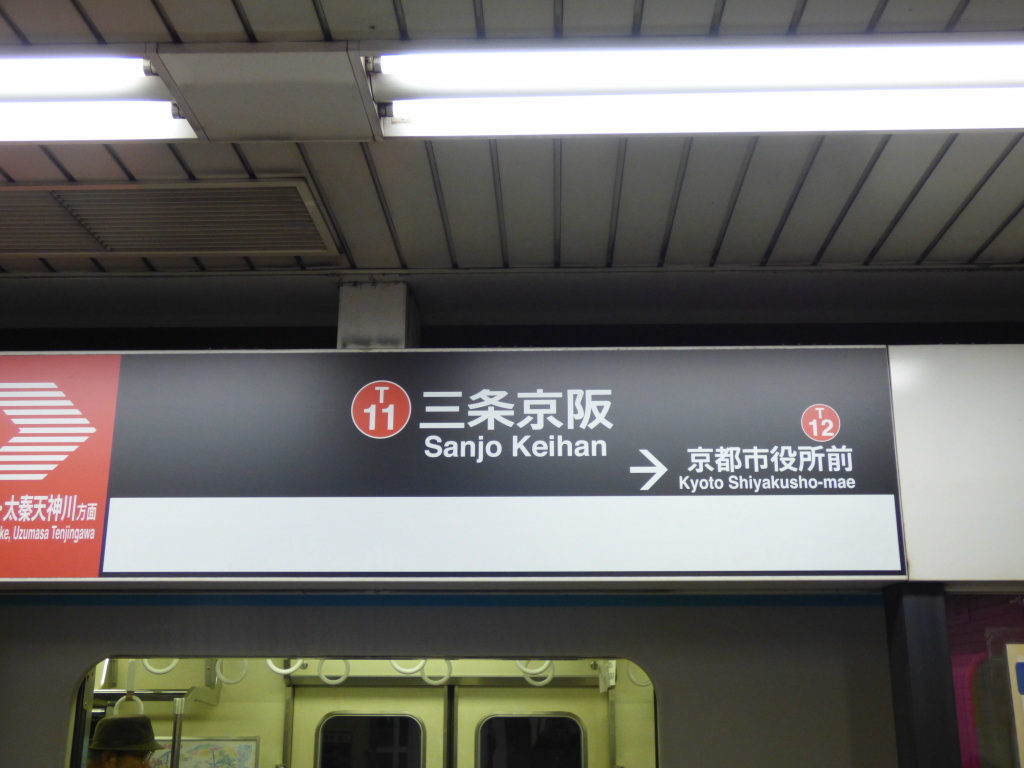 T
11
三条京阪
Sanjo Keihan
T
12
京都市役所前
Kyoto Shiyakusho-mae
太秦天神川方面
Uzumasa Tenjingawa